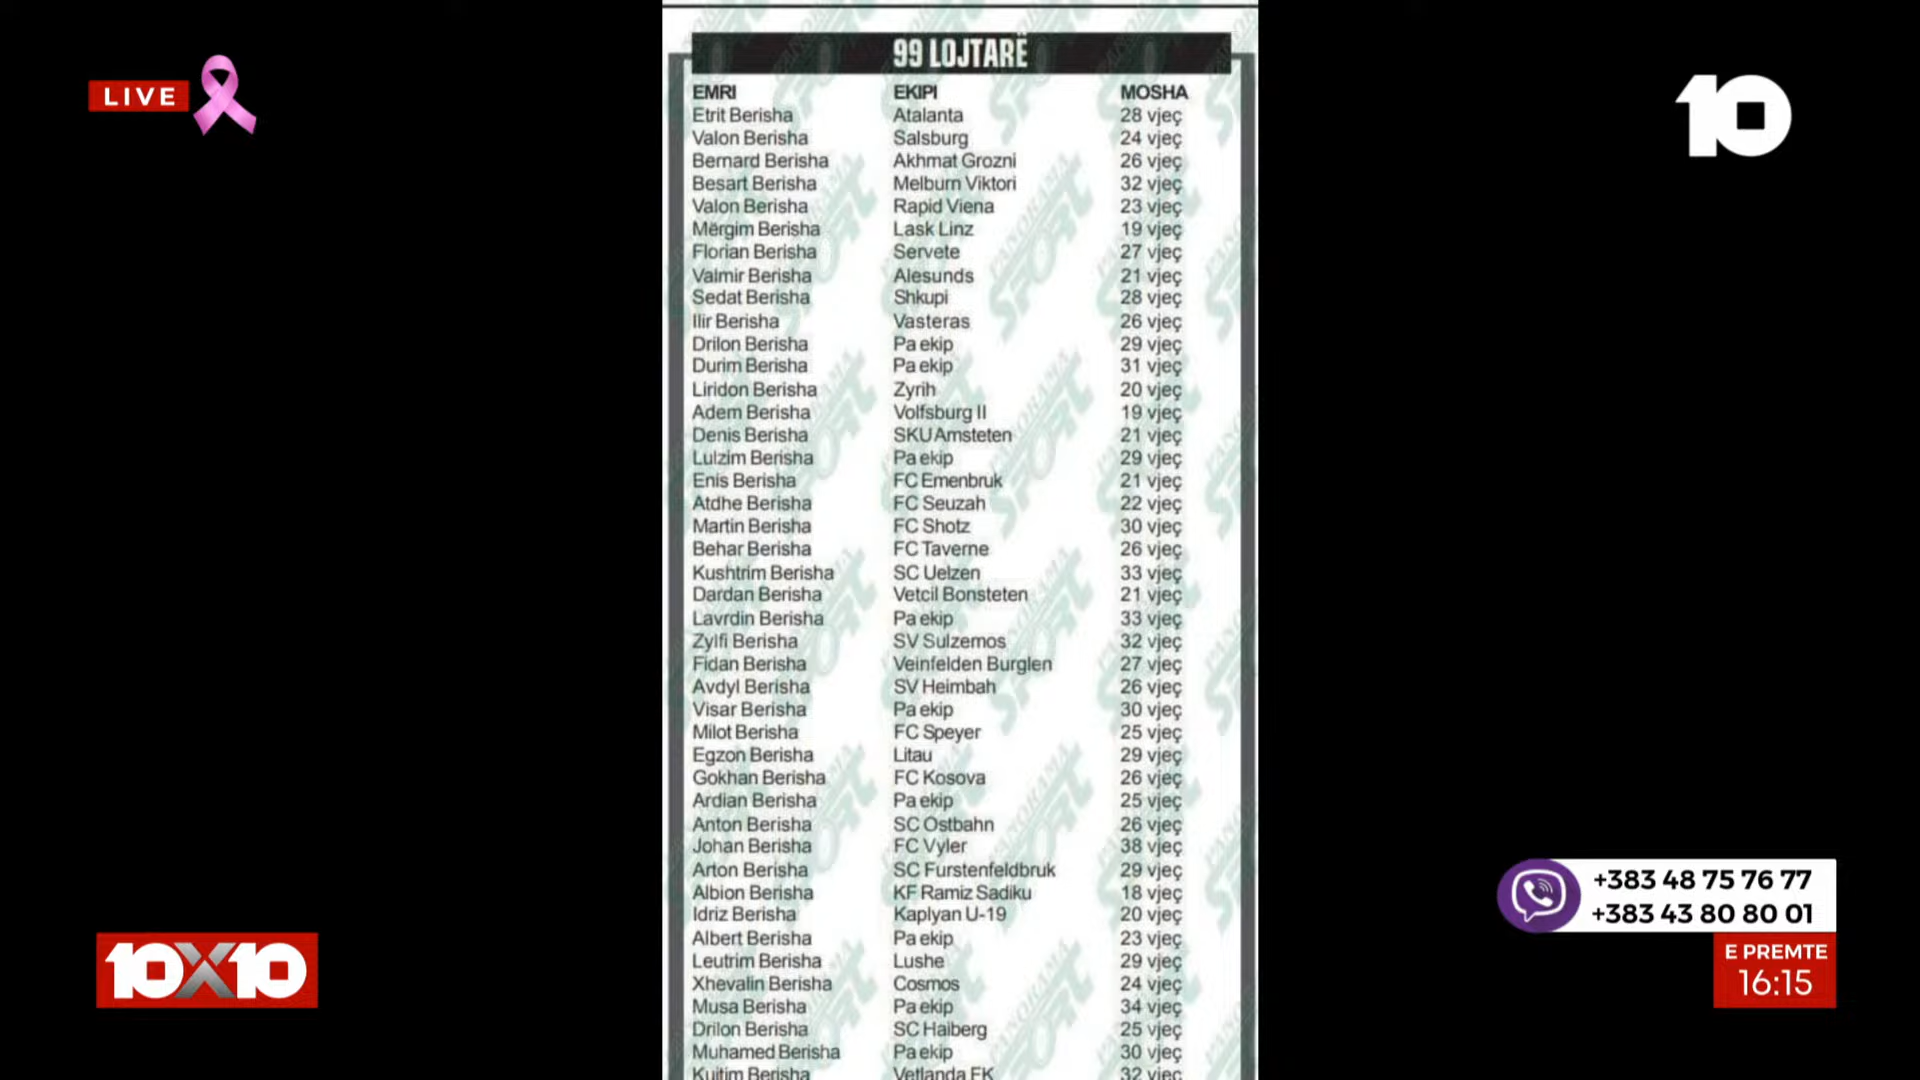 LIVE
10
99 LOJTARË
EMRI EKIPI MOSHA
Etrit Berisha Atalanta 28 vjeç
Valon Berisha Salsburg 24 vjeç
Bernard Berisha Akhmat Grozni 26 vjeç
Besart Berisha Melburn Viktori 32 vjeç
Valon Berisha Rapid Viena 23 vjeç
Mërgim Berisha Lask Linz 19 vjeç
Florian Berisha Servete 27 vjeç
Valmir Berisha Alesunds 21 vjeç
Sedat Berisha Shkupi 28 vjeç
Ilir Berisha Vasteras 26 vjeç
Drilon Berisha Pa ekip 29 vjeç
Durim Berisha Pa ekip 31 vjeç
Liridon Berisha Zyrih 20 vjeç
Adem Berisha Volfsburg II 19 vjeç
Denis Berisha SKU Amsteten 21 vjeç
Lulzim Berisha Pa ekip 29 vjeç
Enis Berisha FC Emenbruk 21 vjeç
Atdhe Berisha FC Seuzah 22 vjeç
Martin Berisha FC Shotz 30 vjeç
Behar Berisha FC Taverne 26 vjeç
Kushtrim Berisha SC Uelzen 33 vjeç
Dardan Berisha Vetcil Bonsteten 21 vjeç
Lavrdin Berisha Pa ekip 33 vjeç
Zylfi Berisha SV Sulzemos 32 vjeç
Fidan Berisha Veinfelden Burglen 27 vjeç
Avdyl Berisha SV Heimbah 26 vjeç
Visar Berisha Pa ekip 30 vjeç
Milot Berisha FC Speyer 25 vjeç
Egzon Berisha Litau 29 vjeç
Gokhan Berisha FC Kosova 26 vjeç
Ardian Berisha Pa ekip 25 vjeç
Anton Berisha SC Ostbahn 26 vjeç
Johan Berisha FC Vyler 38 vjeç
Arton Berisha SC Furstenfeldbruk 29 vjeç
Albion Berisha KF Ramiz Sadiku 18 vjeç
Idriz Berisha Kaplyan U-19 20 vjeç
Albert Berisha Pa ekip 23 vjeç
Leutrim Berisha Lushe 29 vjeç
Xhevalin Berisha Cosmos 24 vjeç
Musa Berisha Pa ekip 34 vjeç
Drilon Berisha SC Haiberg 25 vjeç
Muhamed Berisha Pa ekip 30 vjeç
Kujtim Berisha Vetlanda FK 32 vjeç
+383 48 75 76 77
+383 43 80 80 01
E PREMTE
16:15
10X10